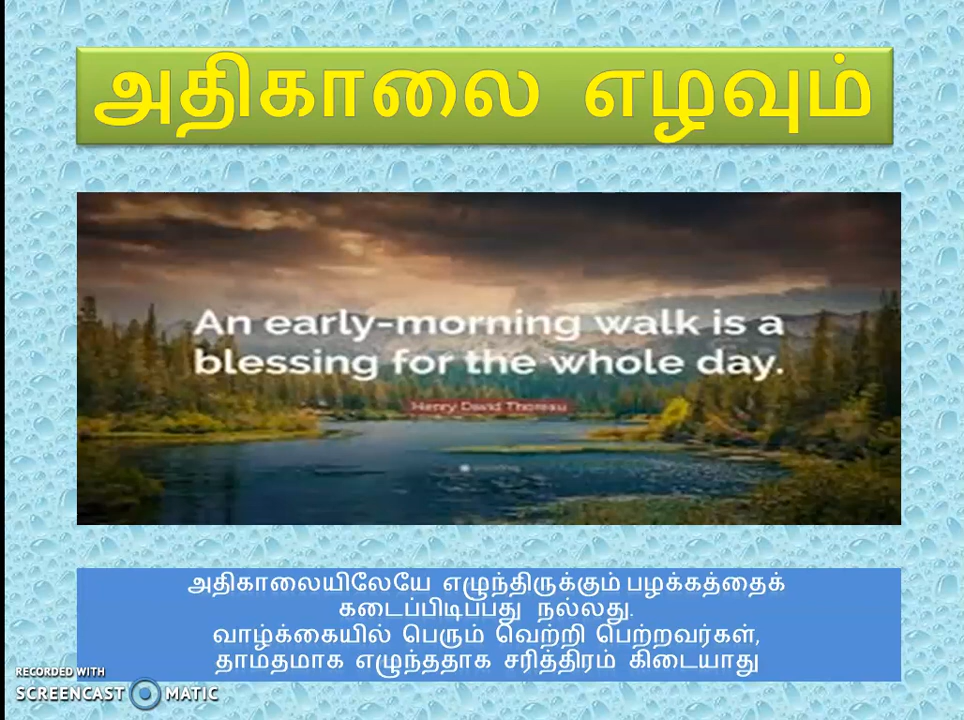 அதிகாலை எழவும்
An early-morning walk is a
blessing for the whole day.
Henry David Thoreau
அதிகாலையிலேயே எழுந்திருக்கும் பழக்கத்தைக்
கடைப்பிடிப்பது நல்லது.
வாழ்க்கையில் பெரும் வெற்றி பெற்றவர்கள்,
தாமதமாக எழுந்ததாக சரித்திரம் கிடையாது
RECORDED WITH
SCREENCAST MATIC